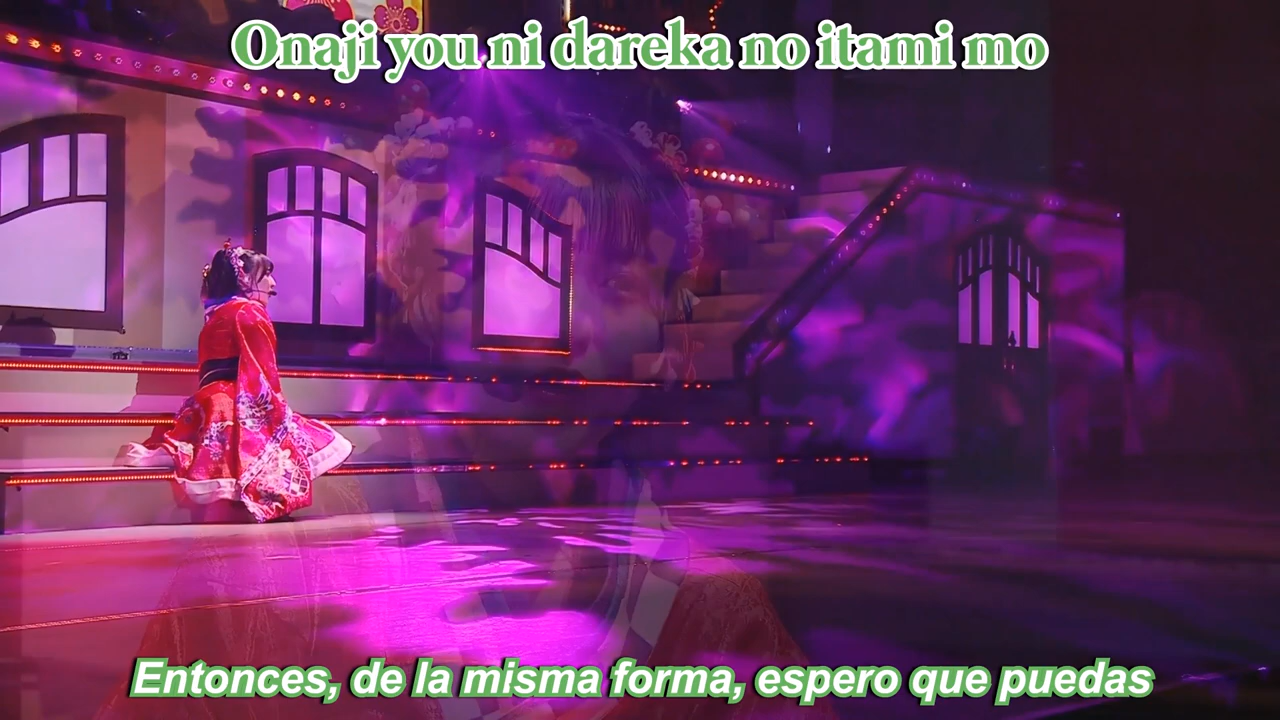 Onaji you ni dareka no itami mo
Entonces, de la misma forma, espero que puedas